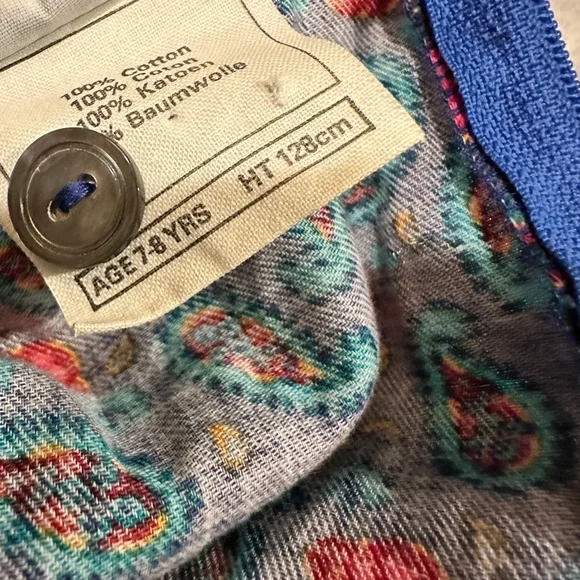 100% Cotton
100% Coton
100% Katoen
% Baumwolle
AGE 7-8 YRS HT 128cm